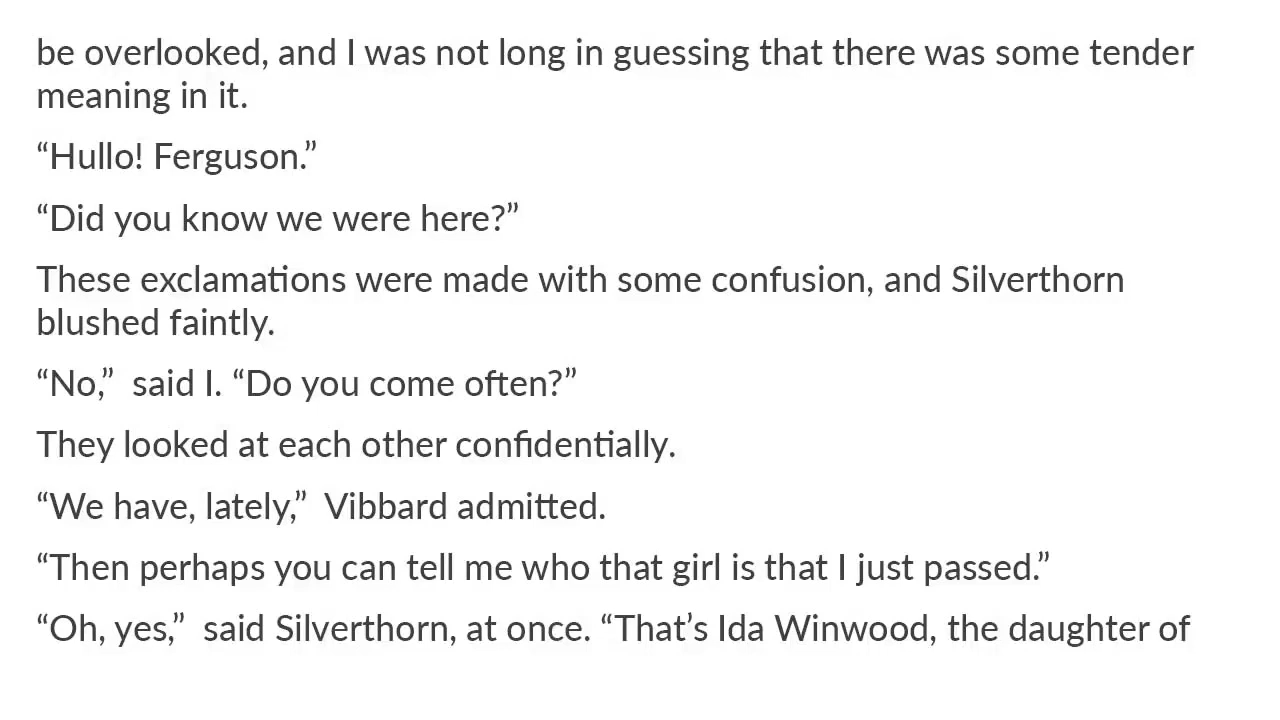 be overlooked, and I was not long in guessing that there was some tender
meaning in it.
“Hullo! Ferguson.”
“Did you know we were here?”
These exclamations were made with some confusion, and Silverthorn
blushed faintly.
“No,”  said I. “Do you come often?”
They looked at each other confidentially.
“We have, lately,”  Vibbard admitted.
“Then perhaps you can tell me who that girl is that I just passed.”
“Oh, yes,”  said Silverthorn, at once. “That’s Ida Winwood, the daughter of